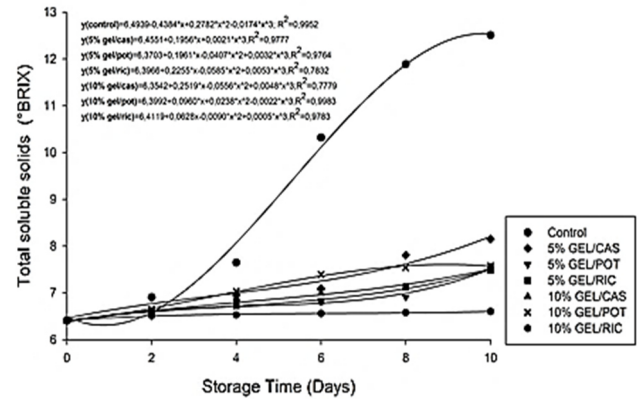 y(control)=6,4939-0,4384*x+0,2782*x^2-0,0174*x^3; R2=0,9952
y(5% gel/cas)=6,4551+0,1956*x+0,0021*x^3,R2=0,9777
y(5% gel/pot)=6,3703+0,1961*x-0,0407*x^2+0,0032*x^3,R2=0,9764
y(5% gel/ric)=6,3966+0,2255*x-0,0585*x^2+0,0053*x^3,R2=0,7832
y(10% gel/cas)=6,3542+0,2519*x-0,0556*x^2+0,0048*x^3,R2=0,7779
y(10% gel/pot)=6,3992+0,0960*x+0,0238*x^2-0,0022*x^3,R2=0,9983
y(10% gel/ric)=6,4119+0,0628x-0,0090*x^2+0,0005*x^3,R2=0,9783
Total soluble solids (°BRIX)
13
12
11
10
9
8
7
6
0
2
4
6
8
10
Storage Time (Days)
Control
5% GEL/CAS
5% GEL/POT
5% GEL/RIC
10% GEL/CAS
10% GEL/POT
10% GEL/RIC